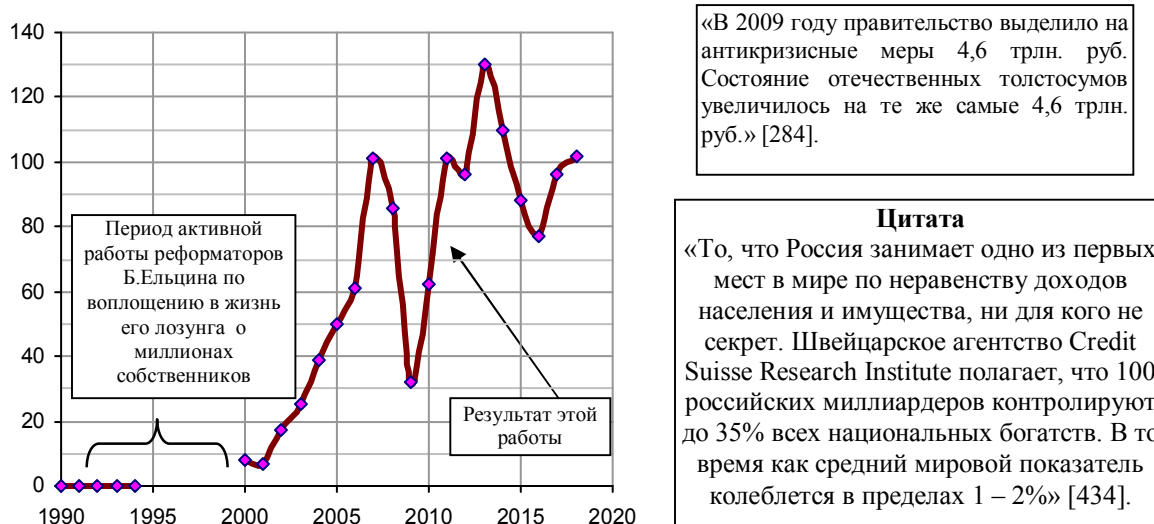 140
120
100
80
60
40
20
0
1990 1995 2000 2005 2010 2015 2020
Период активной
работы реформаторов
Б.Ельцина по
воплощению в жизнь
его лозунга о
миллионах
собственников
Результат этой
работы
«В 2009 году правительство выделило на
антикризисные меры 4,6 трлн. руб.
Состояние отечественных толстосумов
увеличилось на те же самые 4,6 трлн.
руб.» [284].
Цитата
«То, что Россия занимает одно из первых
мест в мире по неравенству доходов
населения и имущества, ни для кого не
секрет. Швейцарское агентство Credit
Suisse Research Institute полагает, что 100
российских миллиардеров контролируют
до 35% всех национальных богатств. В то
время как средний мировой показатель
колеблется в пределах 1 – 2%» [434].